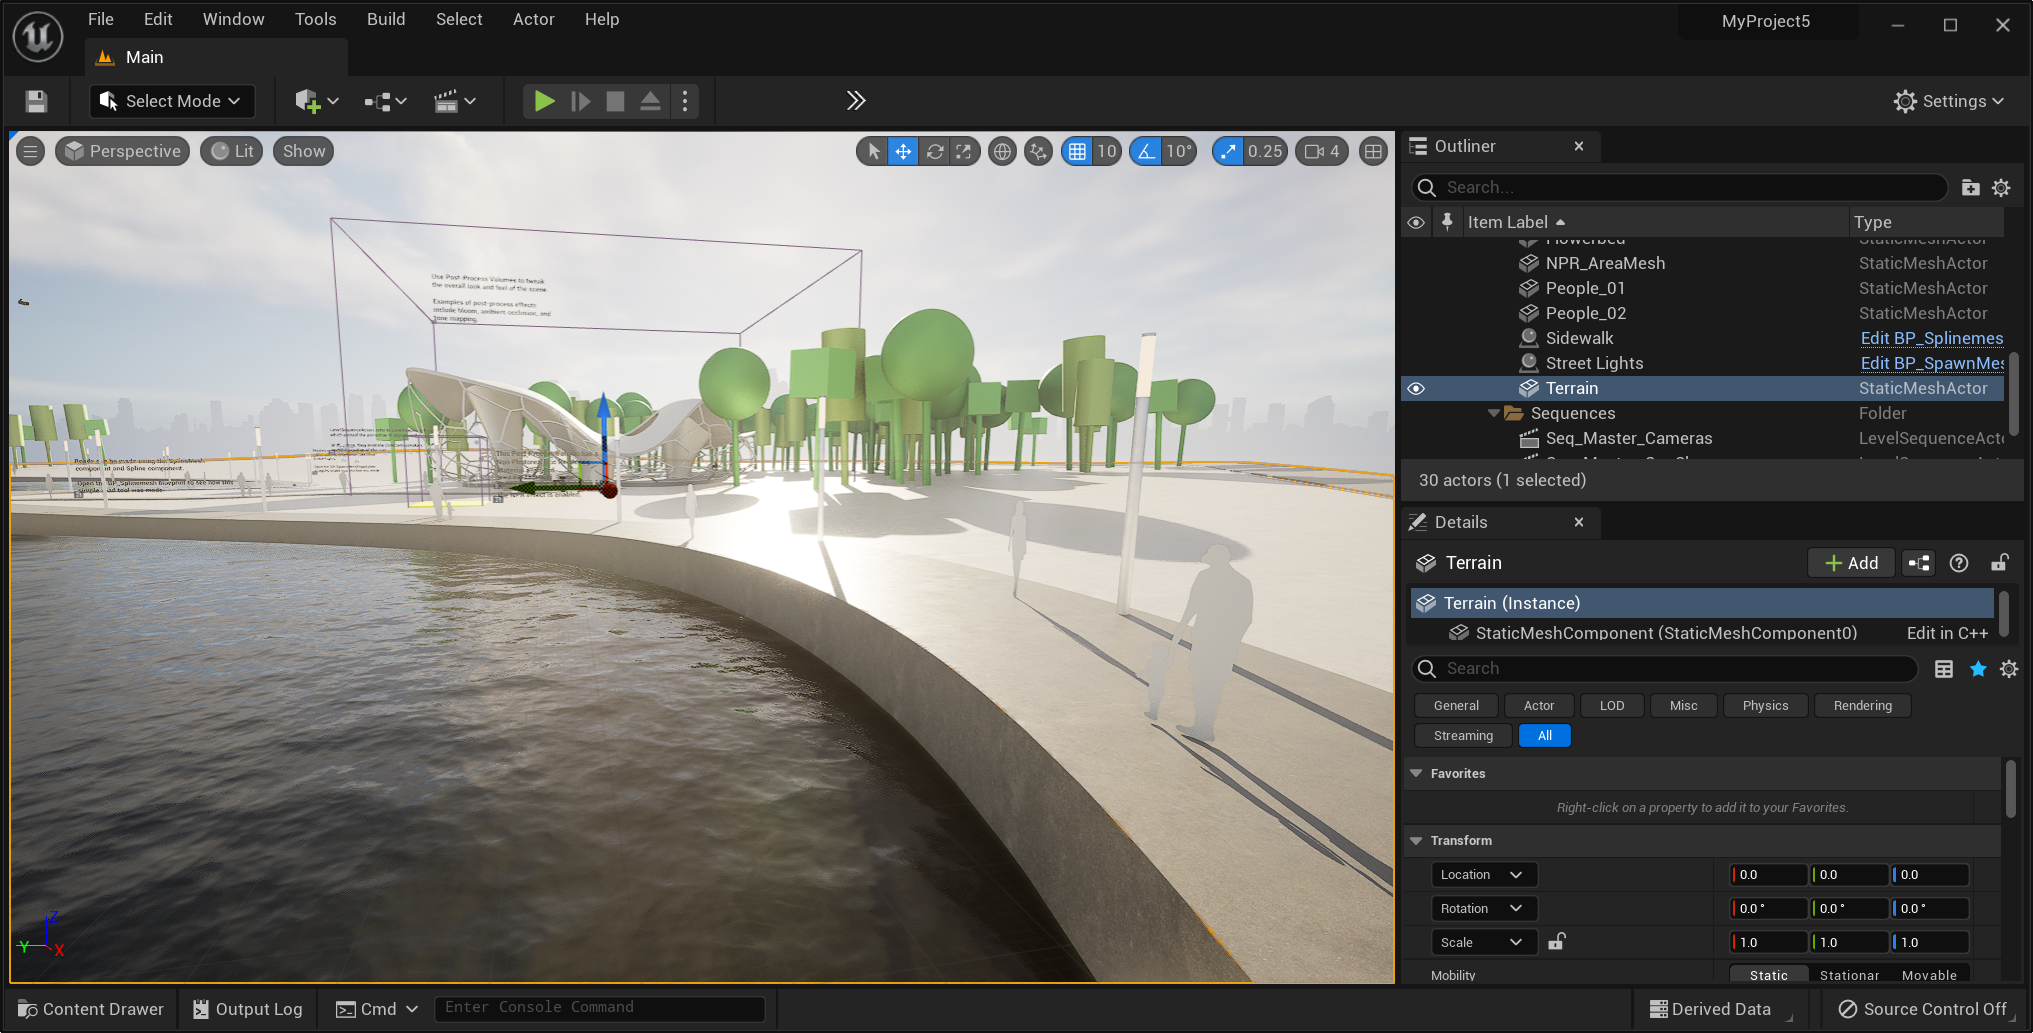 File Edit Window Tools Build Select Actor Help
MyProject5
Main
Select Mode
Settings
Perspective Lit Show
10 10° 0.25 4
Use Post-Process Volumes to tweak
the overall look and feel of the scene.
Examples of post-process effects
include bloom, ambient occlusion, and
tone mapping.
Z
Y
X
Outliner
Search...
Item Label Type
NPR_AreaMesh StaticMeshActor
People_01 StaticMeshActor
People_02 StaticMeshActor
Sidewalk Edit BP_Splinemes
Street Lights Edit BP_SpawnMes
Terrain StaticMeshActor
Sequences Folder
Seq_Master_Cameras LevelSequenceActo
30 actors (1 selected)
Details
Terrain
Add
Terrain (Instance)
StaticMeshComponent (StaticMeshComponent0) Edit in C++
Search
General Actor LOD Misc Physics Rendering
Streaming All
Favorites
Right-click on a property to add it to your Favorites.
Transform
Location 0.0 0.0 0.0
Rotation 0.0 ° 0.0 ° 0.0 °
Scale 1.0 1.0 1.0
Mobility Static Stationar Movable
Content Drawer Output Log Cmd Enter Console Command
Derived Data Source Control Off